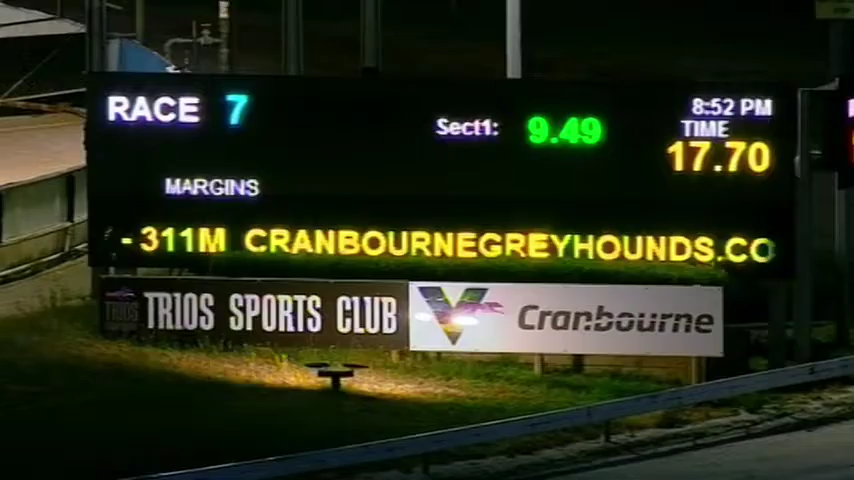 RACE 7
8:52 PM
Sect1: 9.49
TIME
17.70
MARGINS
- 311M CRANBOURNEGREYHOUNDS.CO
TRIOS SPORTS CLUB
Cranbourne